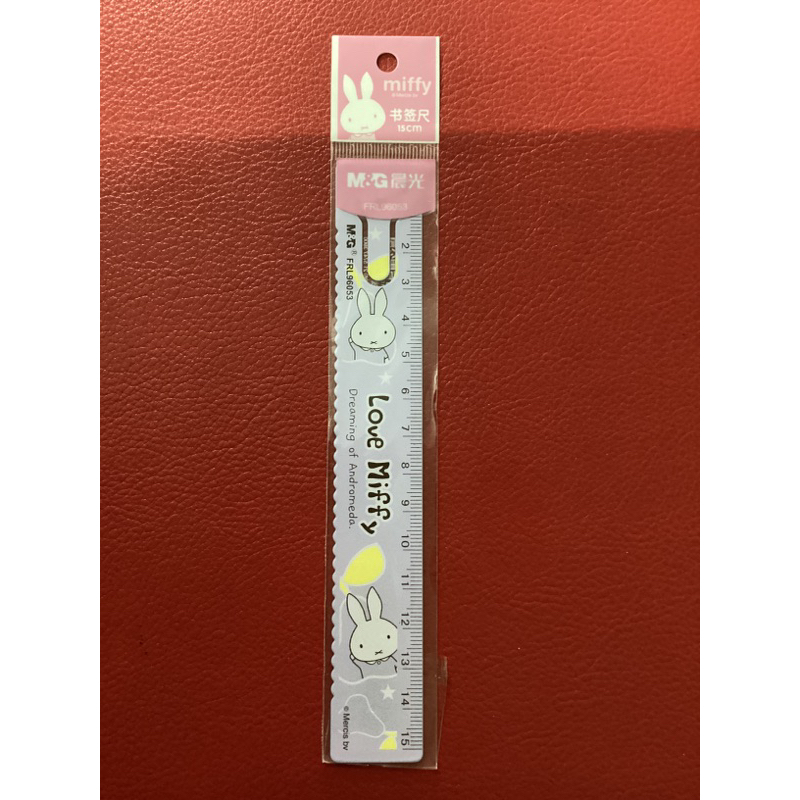 miffy
书签尺
15cm
M&G晨光
FRL96053
M&G® FRL96053
2
3
4
5
6
7
8
9
10
11
12
13
14
15
Love Miffy
Dreaming of Andromeda.
© Mercis bv